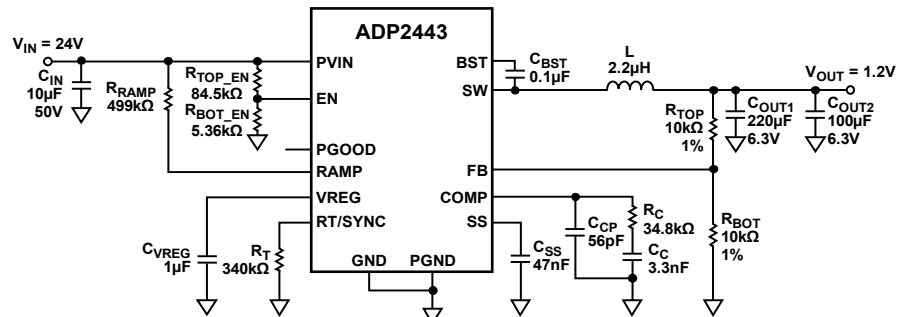 ADP2443
V_IN = 24V
C_IN
10µF
50V
R_RAMP
499kΩ
R_TOP_EN
84.5kΩ
R_BOT_EN
5.36kΩ
PVIN
EN
PGOOD
RAMP
VREG
RT/SYNC
C_VREG
1µF
R_T
340kΩ
GND
PGND
BST
SW
FB
COMP
SS
C_BST
0.1µF
L
2.2µH
V_OUT = 1.2V
R_TOP
10kΩ
1%
C_OUT1
220µF
6.3V
C_OUT2
100µF
6.3V
C_SS
47nF
C_CP
56pF
R_C
34.8kΩ
C_C
3.3nF
R_BOT
10kΩ
1%